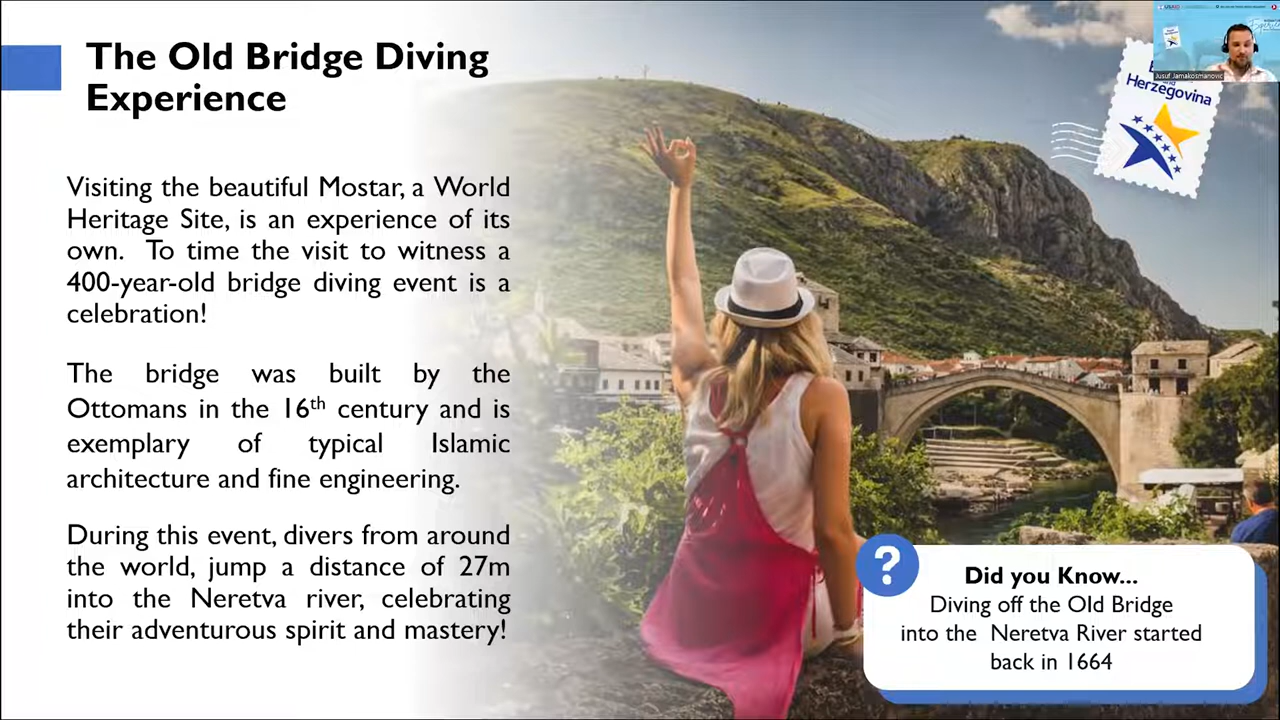 The Old Bridge Diving
Experience
Visiting the beautiful Mostar, a World
Heritage Site, is an experience of its
own. To time the visit to witness a
400-year-old bridge diving event is a
celebration!
The bridge was built by the
Ottomans in the 16th century and is
exemplary of typical Islamic
architecture and fine engineering.
During this event, divers from around
the world, jump a distance of 27m
into the Neretva river, celebrating
their adventurous spirit and mastery!
Jusuf Jamakosmanović
Herzegovina
?
Did you Know...
Diving off the Old Bridge
into the Neretva River started
back in 1664